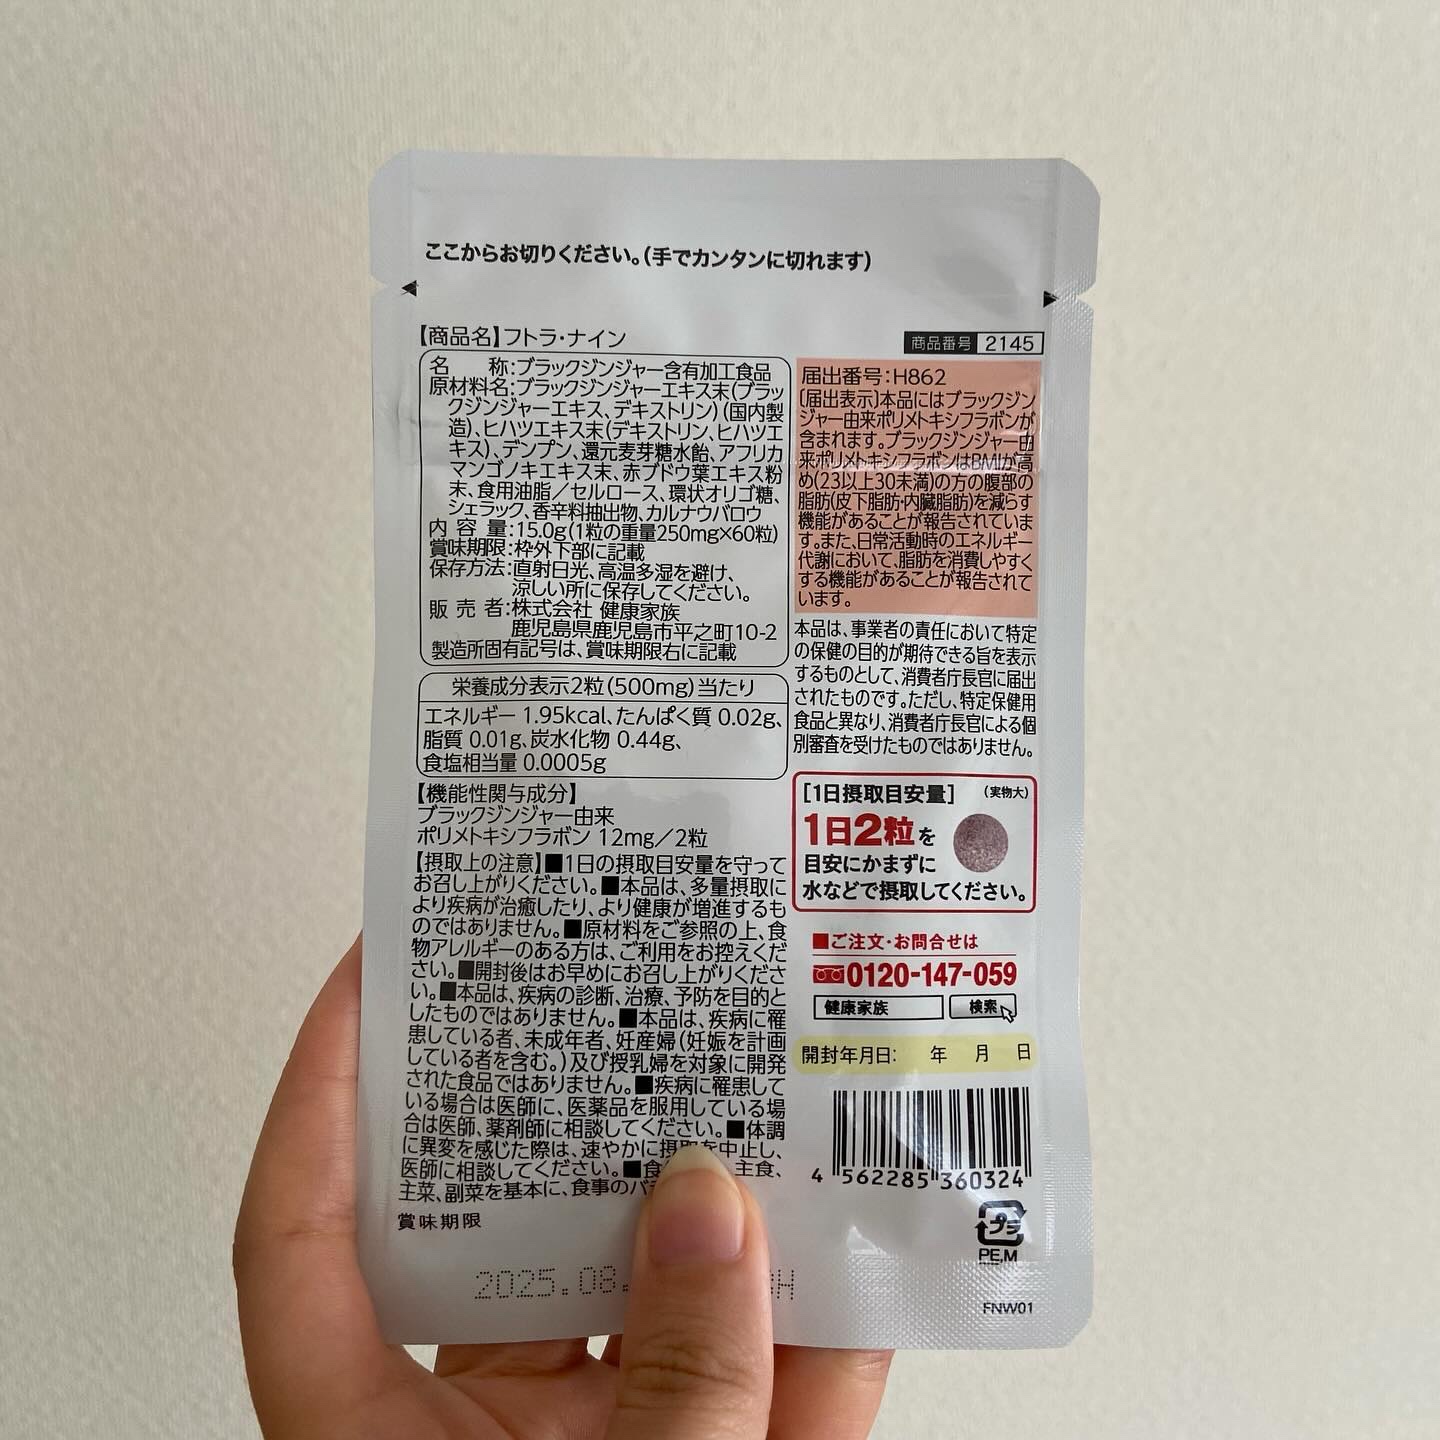 ここからお切りください。(手でカンタンに切れます)
【商品名】フトラ・ナイン
商品番号 2145
名 称:ブラックジンジャー含有加工食品
原材料名:ブラックジンジャーエキス末(ブラッ
クジンジャーエキス、デキストリン)(国内製
造)、ヒハツエキス末(デキストリン、ヒハツエ
キス)、デンプン、還元麦芽糖水飴、アフリカ
マンゴノキエキス末、赤ブドウ葉エキス粉
末、食用油脂/セルロース、環状オリゴ糖、
シェラック、香辛料抽出物、カルナウバロウ
内 容 量:15.0g(1粒の重量250mg×60粒)
賞味期限:枠外下部に記載
保存方法:直射日光、高温多湿を避け、
涼しい所に保存してください。
販 売 者:株式会社 健康家族
鹿児島県鹿児島市平之町10-2
製造所固有記号は、賞味期限右に記載
栄養成分表示2粒(500mg)当たり
エネルギー 1.95kcal、たんぱく質 0.02g、
脂質 0.01g、炭水化物 0.44g、
食塩相当量 0.0005g
【機能性関与成分】
ブラックジンジャー由来
ポリメトキシフラボン 12mg/2粒
【摂取上の注意】■1日の摂取目安量を守って
お召し上がりください。■本品は、多量摂取に
より疾病が治癒したり、より健康が増進するも
のではありません。■原材料をご参照の上、食
物アレルギーのある方は、ご利用をお控えくだ
さい。■開封後はお早めにお召し上がりくださ
い。■本品は、疾病の診断、治療、予防を目的と
したものではありません。■本品は、疾病に罹
患している者、未成年者、妊産婦(妊娠を計画
している者を含む。)及び授乳婦を対象に開発
された食品ではありません。■疾病に罹患して
いる場合は医師に、医薬品を服用している場
合は医師、薬剤師に相談してください。■体調
に異変を感じた際は、速やかに摂取を中止し、
医師に相談してください。■食 、主食、
主菜、副菜を基本に、食事のバ
賞味期限
2025.08. H
届出番号:H862
〔届出表示〕本品にはブラックジン
ジャー由来ポリメトキシフラボンが
含まれます。ブラックジンジャー由
来ポリメトキシフラボンはBMIが高
め(23以上30未満)の方の腹部の
脂肪(皮下脂肪・内臓脂肪)を減らす
機能があることが報告されていま
す。また、日常活動時のエネルギー
代謝において、脂肪を消費しやすく
する機能があることが報告されて
います。
本品は、事業者の責任において特定
の保健の目的が期待できる旨を表示
するものとして、消費者庁長官に届出
されたものです。ただし、特定保健用
食品と異なり、消費者庁長官による個
別審査を受けたものではありません。
[1日摂取目安量] (実物大)
1日2粒を
目安にかまずに
水などで摂取してください。
■ご注文・お問合せは
0120-147-059
健康家族 検索
開封年月日: 年 月 日
4 562285 360324
プラ
PE,M
FNW01